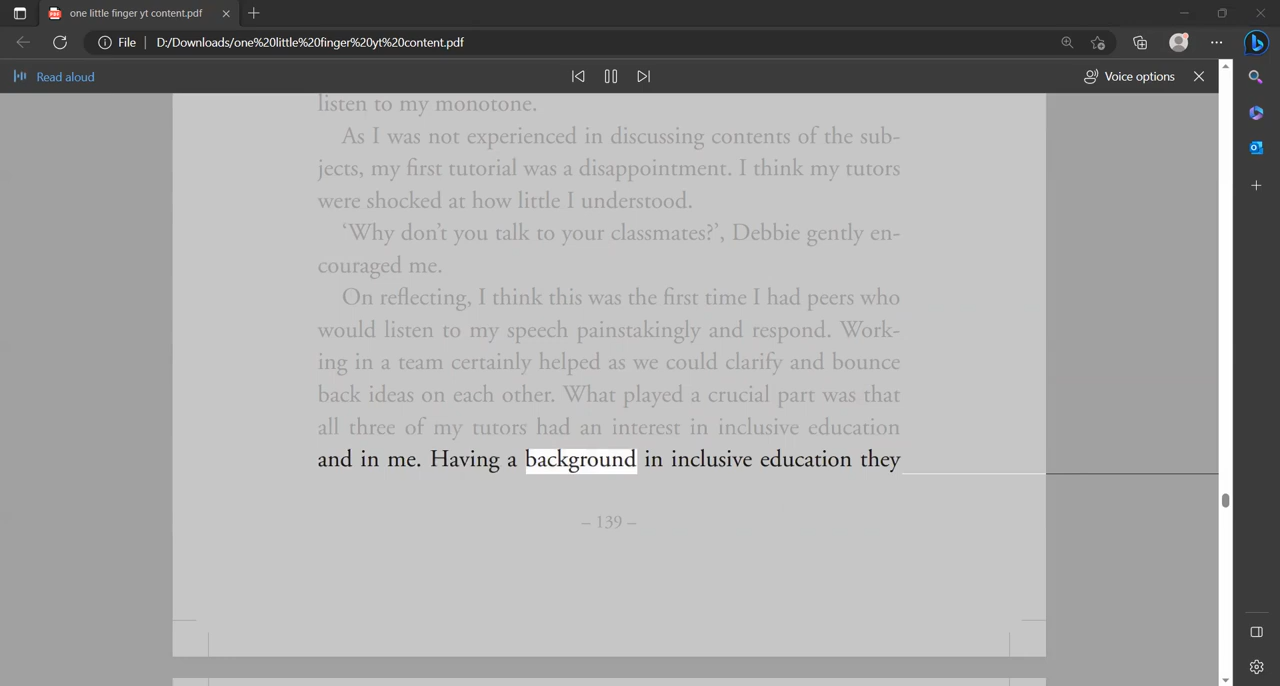 one little finger yt content.pdf
File D:/Downloads/one%20little%20finger%20yt%20content.pdf
Read aloud
Voice options
listen to my monotone.
As I was not experienced in discussing contents of the sub-
jects, my first tutorial was a disappointment. I think my tutors
were shocked at how little I understood.
‘Why don’t you talk to your classmates?’, Debbie gently en-
couraged me.
On reflecting, I think this was the first time I had peers who
would listen to my speech painstakingly and respond. Work-
ing in a team certainly helped as we could clarify and bounce
back ideas on each other. What played a crucial part was that
all three of my tutors had an interest in inclusive education
and in me. Having a background in inclusive education they
– 139 –